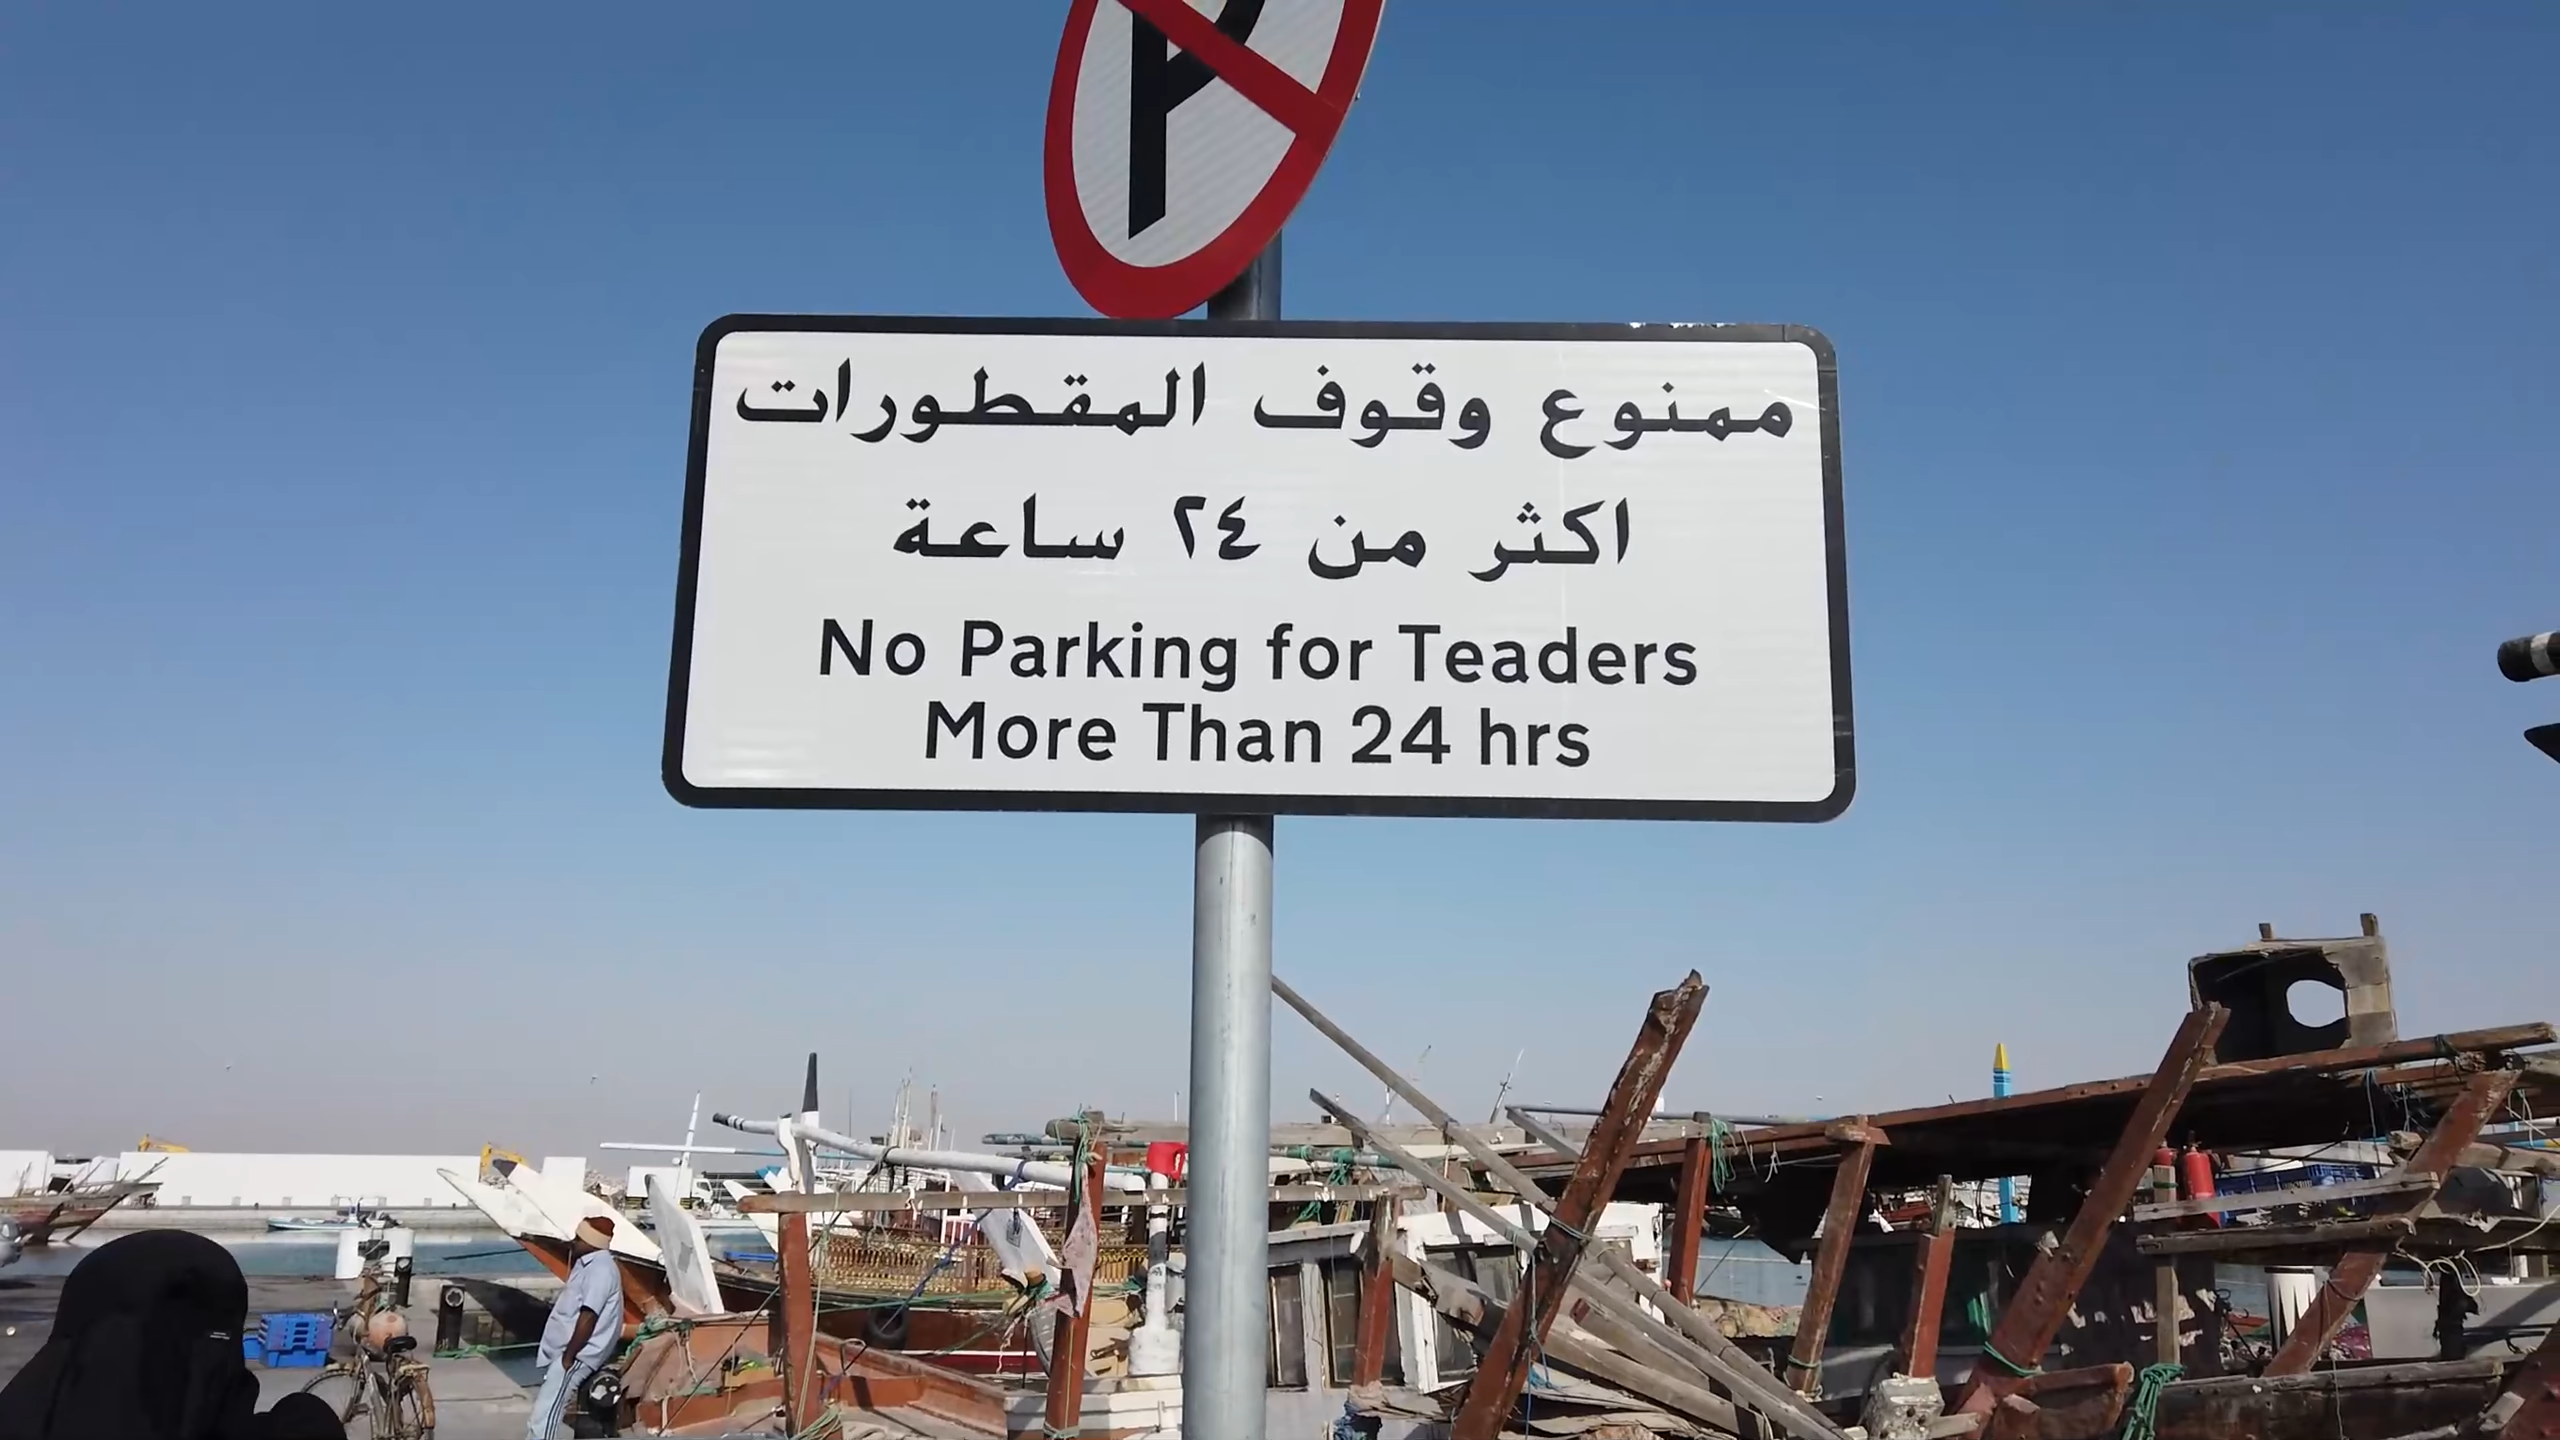 ممنوع وقوف المقطورات
اكثر من ٢٤ ساعة
No Parking for Teaders
More Than 24 hrs